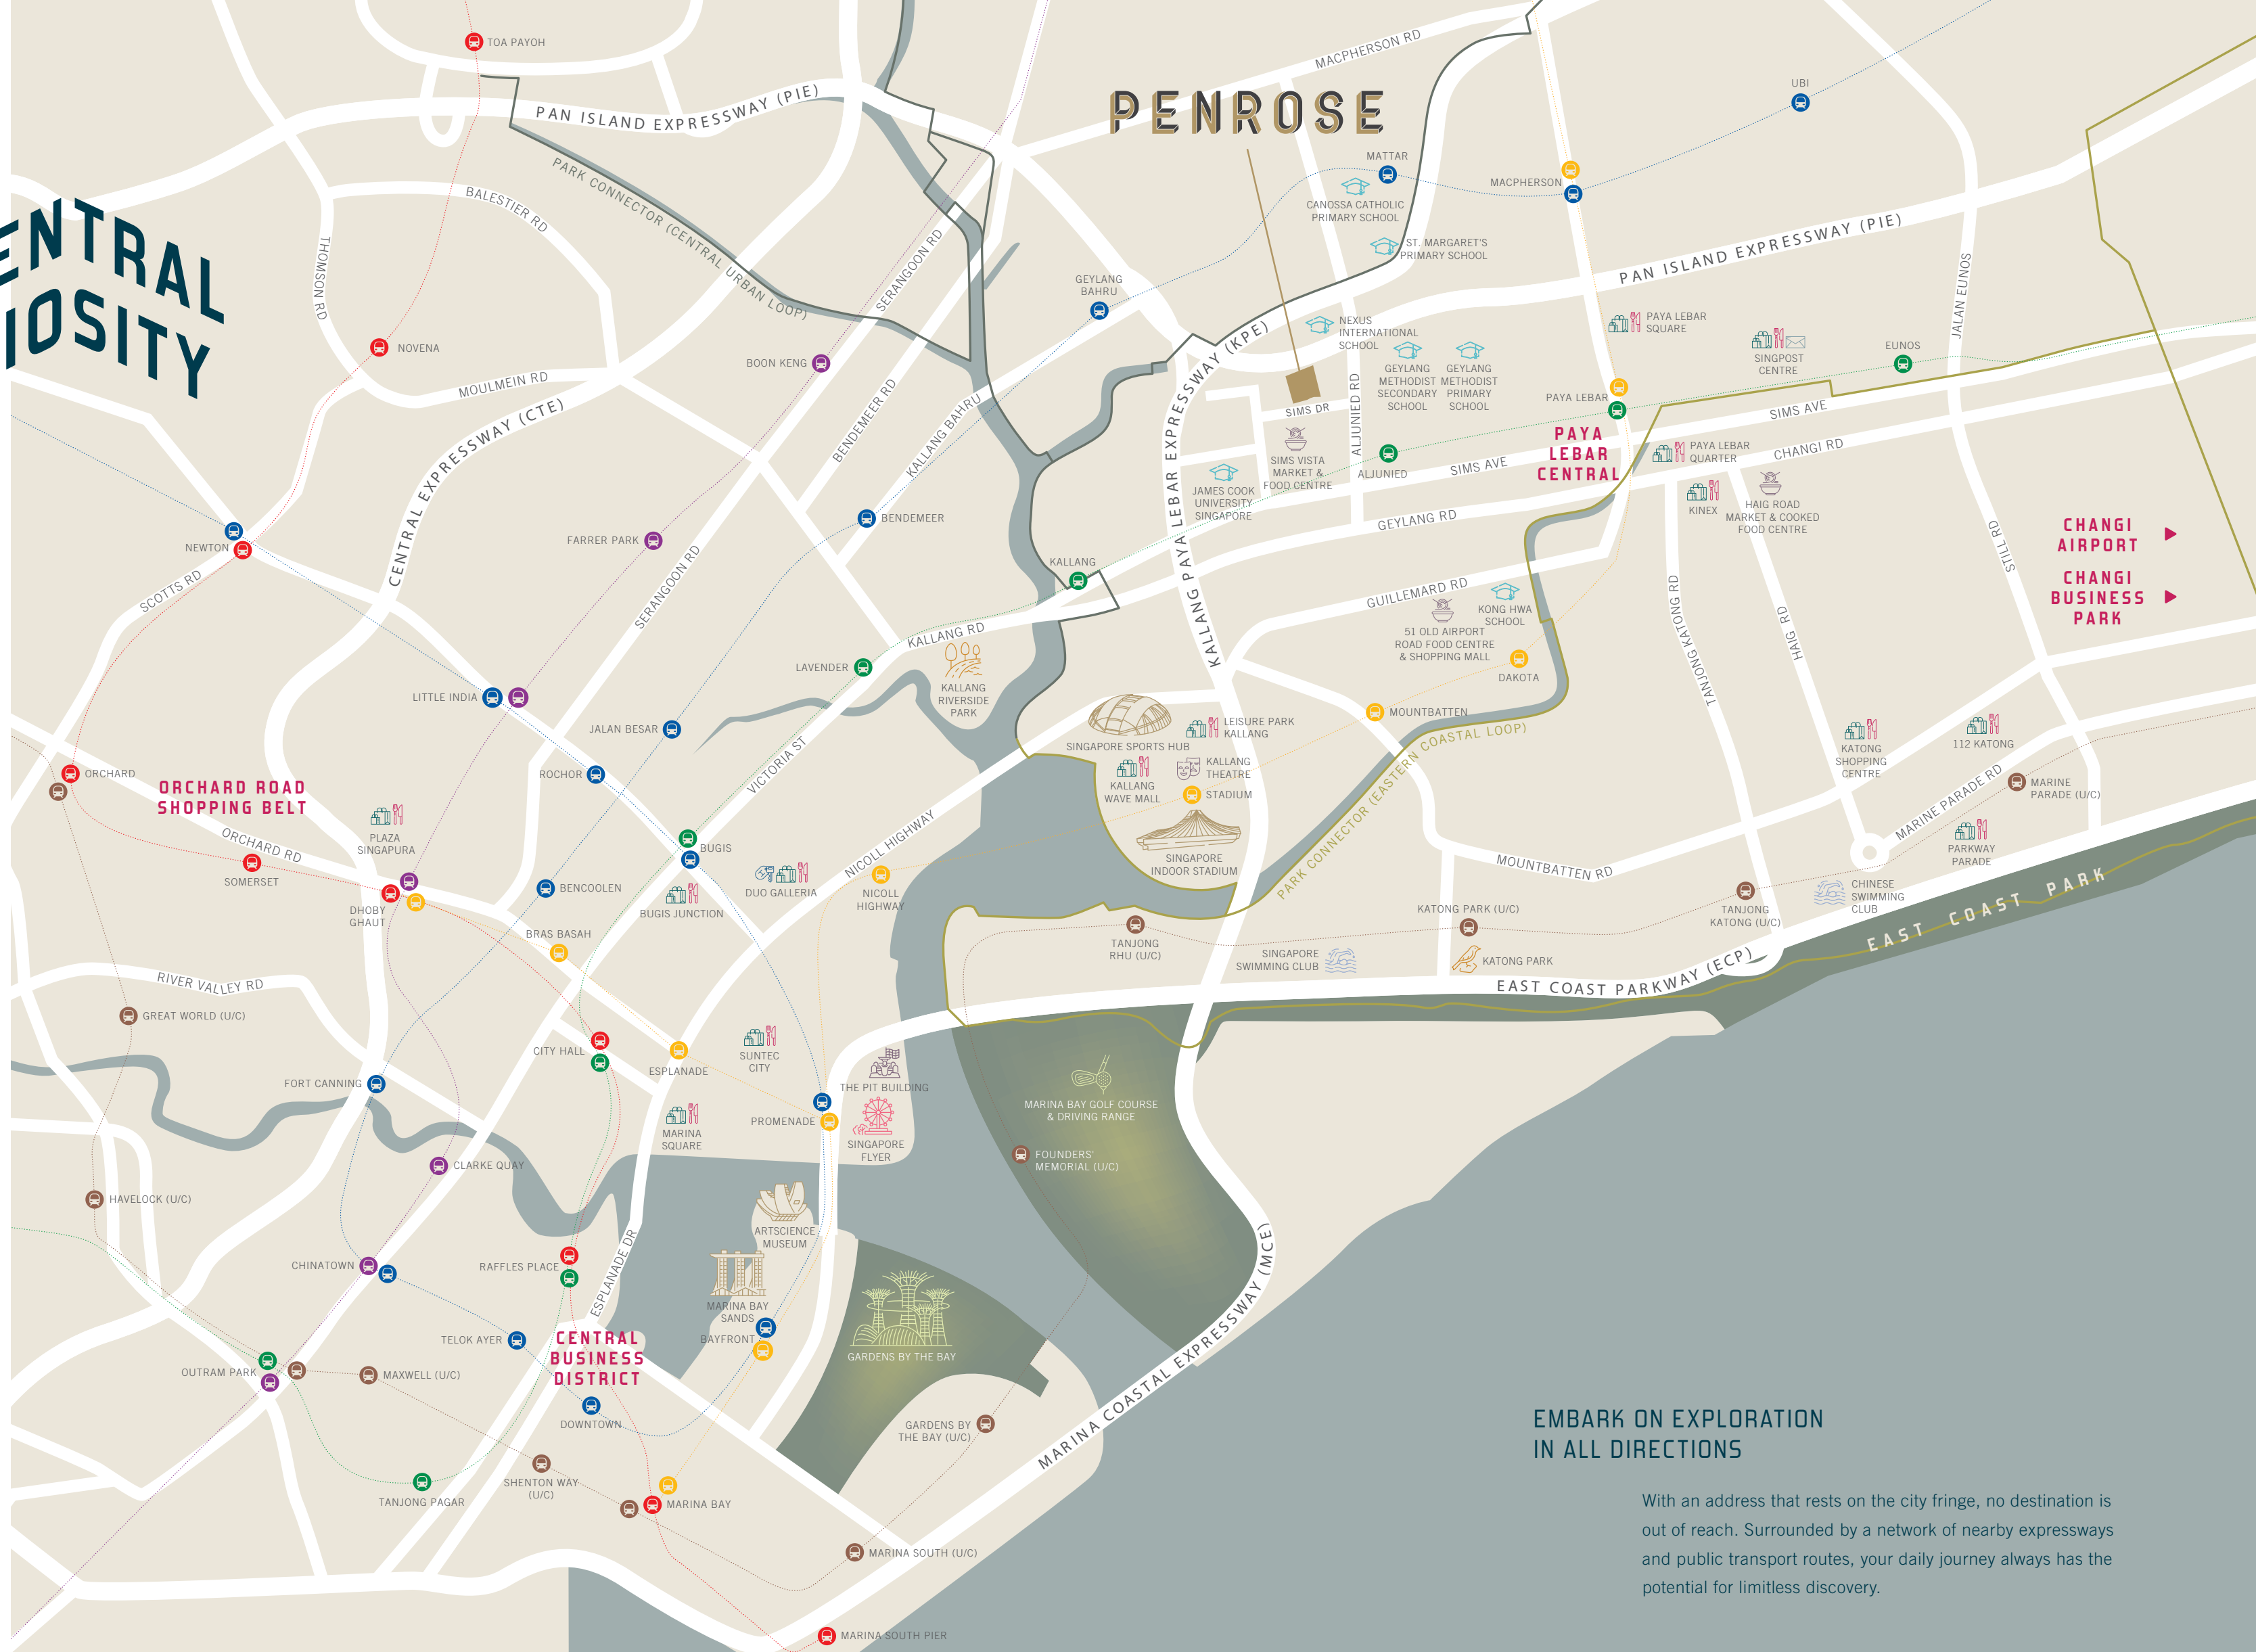 TOA PAYOH
PAN ISLAND EXPRESSWAY (PIE)
PARK CONNECTOR (CENTRAL URBAN LOOP)
BALESTIER RD
THOMSON RD
ENTRAL
IOSITY
NOVENA
MOULMEIN RD
CENTRAL EXPRESSWAY (CTE)
SERANGOON RD
BOON KENG
BENDEMEER RD
KALLANG BAHRU
GEYLANG
BAHRU
MACPHERSON RD
PENROSE
MATTAR
CANOSSA CATHOLIC
PRIMARY SCHOOL
ST. MARGARET'S
PRIMARY SCHOOL
MACPHERSON
UBI
PAN ISLAND EXPRESSWAY (PIE)
JALAN EUNOS
NEXUS
INTERNATIONAL
SCHOOL
GEYLANG
METHODIST
SECONDARY
SCHOOL
GEYLANG
METHODIST
PRIMARY
SCHOOL
PAYA LEBAR
SQUARE
SINGPOST
CENTRE
EUNOS
PAYA LEBAR
SIMS AVE
CHANGI RD
PAYA
LEBAR
CENTRAL
PAYA LEBAR
QUARTER
KINEX
HAIG ROAD
MARKET & COOKED
FOOD CENTRE
KALLANG PAYA LEBAR EXPRESSWAY (KPE)
SIMS DR
ALJUNIED RD
SIMS VISTA
MARKET &
FOOD CENTRE
ALJUNIED
SIMS AVE
JAMES COOK
UNIVERSITY
SINGAPORE
GEYLANG RD
CHANGI
AIRPORT
CHANGI
BUSINESS
PARK
STILL RD
NEWTON
SCOTTS RD
FARRER PARK
SERANGOON RD
BENDEMEER
KALLANG
KALLANG RD
LAVENDER
KALLANG
RIVERSIDE
PARK
GUILLEMARD RD
KONG HWA
SCHOOL
51 OLD AIRPORT
ROAD FOOD CENTRE
& SHOPPING MALL
DAKOTA
TANJONG KATONG RD
HAIG RD
LITTLE INDIA
JALAN BESAR
ROCHOR
VICTORIA ST
MOUNTBATTEN
SINGAPORE SPORTS HUB
LEISURE PARK
KALLANG
KALLANG
WAVE MALL
KALLANG
THEATRE
STADIUM
SINGAPORE
INDOOR STADIUM
PARK CONNECTOR (EASTERN COASTAL LOOP)
KATONG
SHOPPING
CENTRE
112 KATONG
MARINE PARADE RD
MARINE
PARADE (U/C)
PARKWAY
PARADE
ORCHARD
ORCHARD ROAD
SHOPPING BELT
ORCHARD RD
PLAZA
SINGAPURA
SOMERSET
DHOBY
GHAUT
BENCOOLEN
BUGIS
BUGIS JUNCTION
DUO GALLERIA
NICOLL HIGHWAY
NICOLL
HIGHWAY
MOUNTBATTEN RD
BRAS BASAH
TANJONG
RHU (U/C)
KATONG PARK (U/C)
TANJONG
KATONG (U/C)
CHINESE
SWIMMING
CLUB
EAST COAST PARK
SINGAPORE
SWIMMING CLUB
KATONG PARK
EAST COAST PARKWAY (ECP)
RIVER VALLEY RD
GREAT WORLD (U/C)
CITY HALL
ESPLANADE
SUNTEC
CITY
THE PIT BUILDING
FORT CANNING
PROMENADE
SINGAPORE
FLYER
MARINA
SQUARE
MARINA BAY GOLF COURSE
& DRIVING RANGE
FOUNDERS'
MEMORIAL (U/C)
CLARKE QUAY
HAVELOCK (U/C)
ARTSCIENCE
MUSEUM
CHINATOWN
RAFFLES PLACE
ESPLANADE DR
MARINA BAY
SANDS
BAYFRONT
GARDENS BY THE BAY
TELOK AYER
CENTRAL
BUSINESS
DISTRICT
OUTRAM PARK
MAXWELL (U/C)
DOWNTOWN
GARDENS BY
THE BAY (U/C)
MARINA COASTAL EXPRESSWAY (MCE)
SHENTON WAY
(U/C)
TANJONG PAGAR
MARINA BAY
MARINA SOUTH (U/C)
MARINA SOUTH PIER
EMBARK ON EXPLORATION
IN ALL DIRECTIONS
With an address that rests on the city fringe, no destination is
out of reach. Surrounded by a network of nearby expressways
and public transport routes, your daily journey always has the
potential for limitless discovery.